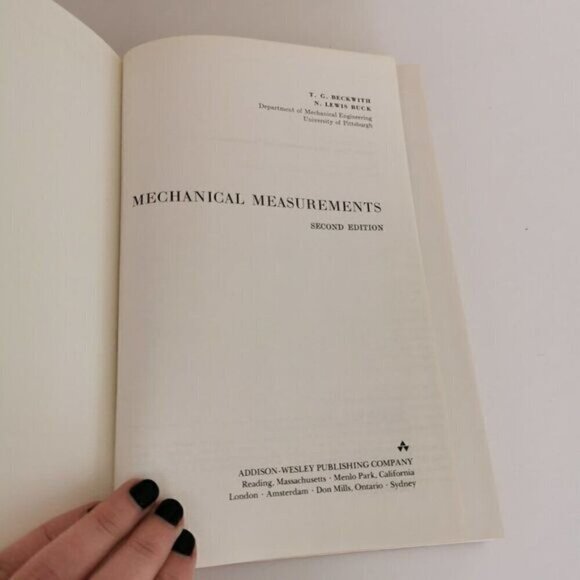 T. G. BECKWITH
N. LEWIS BUCK
Department of Mechanical Engineering
University of Pittsburgh
MECHANICAL MEASUREMENTS
SECOND EDITION
ADDISON-WESLEY PUBLISHING COMPANY
Reading, Massachusetts · Menlo Park, California
London · Amsterdam · Don Mills, Ontario · Sydney